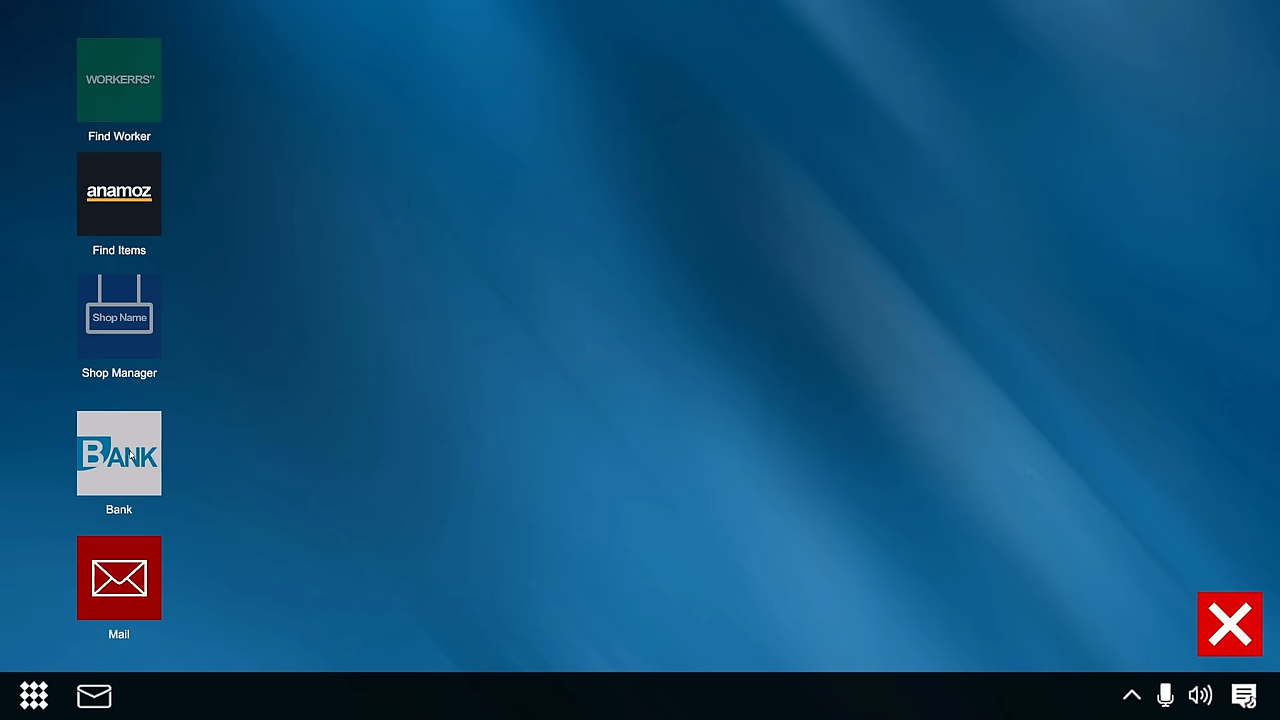 WORKERRS"
Find Worker
anamoz
Find Items
Shop Name
Shop Manager
BANK
Bank
Mail